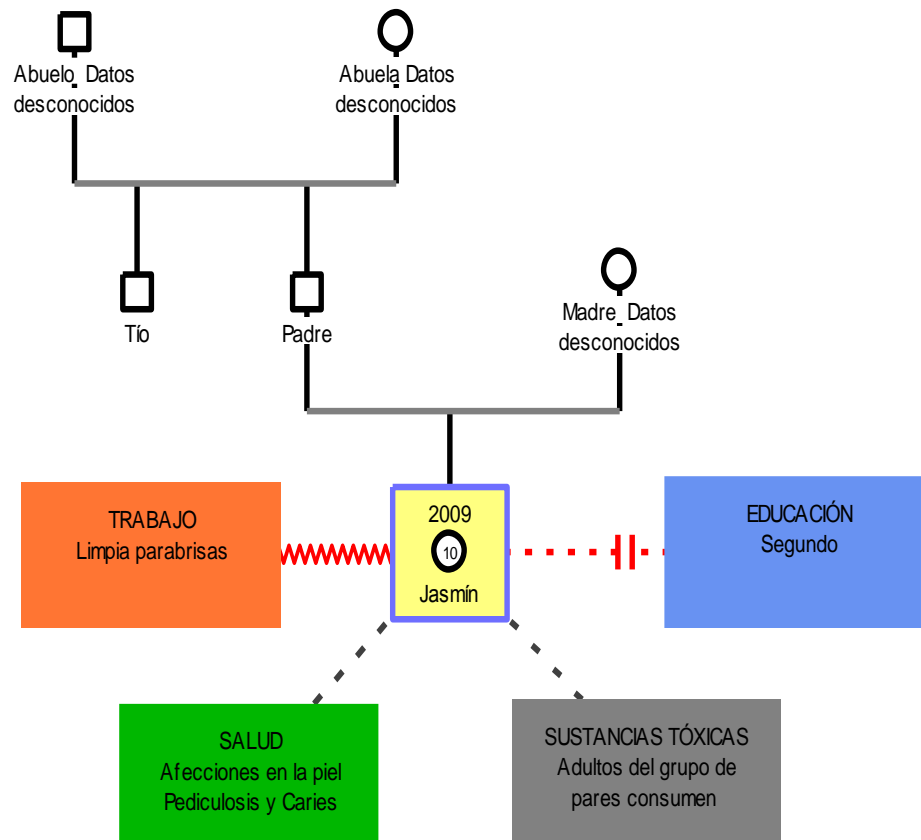 Abuelo Datos
desconocidos
Abuela Datos
desconocidos
Tío
Padre
Madre Datos
desconocidos
TRABAJO
Limpia parabrisas
2009
10
Jasmín
EDUCACIÓN
Segundo
SALUD
Afecciones en la piel
Pediculosis y Caries
SUSTANCIAS TÓXICAS
Adultos del grupo de
pares consumen